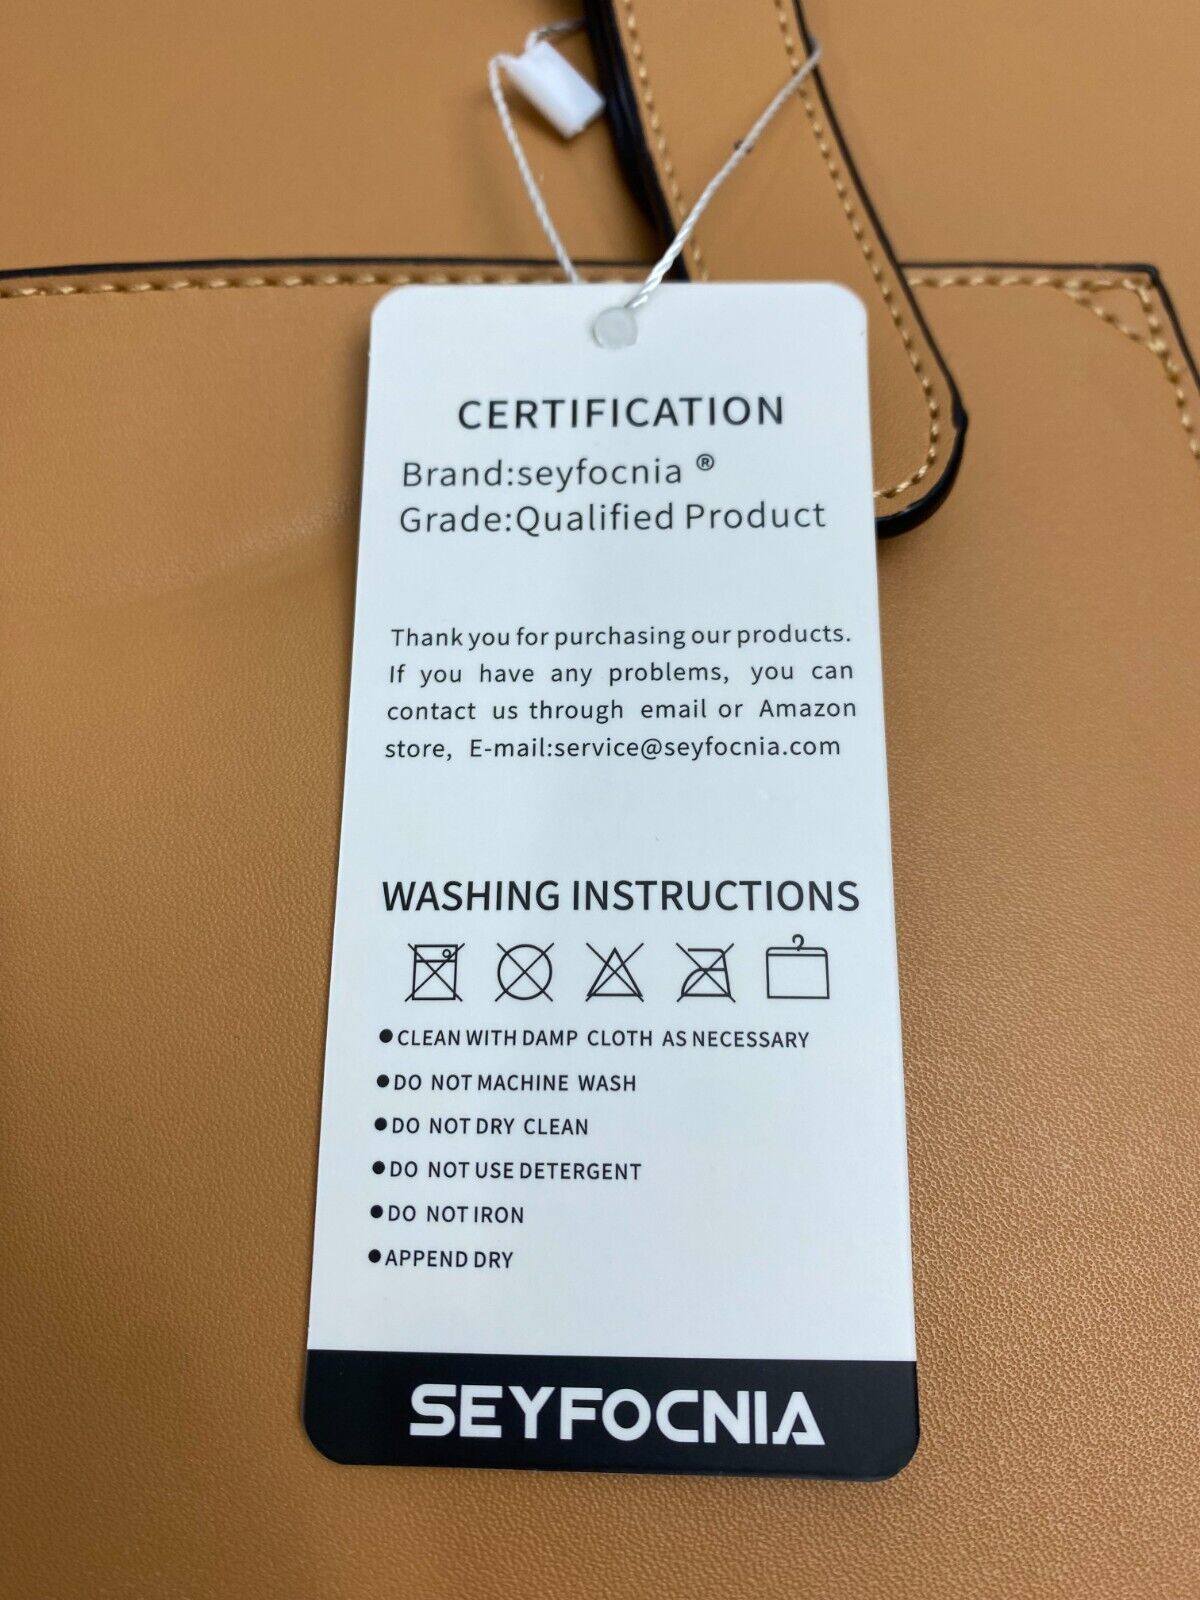 CERTIFICATION
Brand:seyfocnia ®
Grade:Qualified Product
Thank you for purchasing our products.
If you have any problems, you can
contact us through email or Amazon
store, E-mail:service@seyfocnia.com
WASHING INSTRUCTIONS
●CLEAN WITH DAMP CLOTH AS NECESSARY
●DO NOT MACHINE WASH
●DO NOT DRY CLEAN
●DO NOT USE DETERGENT
●DO NOT IRON
●APPEND DRY
SEYFOCNIA